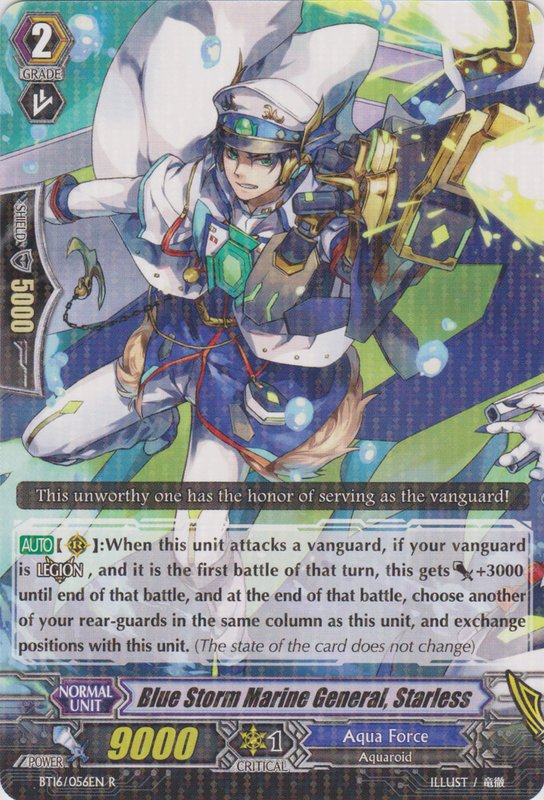 2
GRADE
SHIELD
5000
This unworthy one has the honor of serving as the vanguard!
AUTO【 R 】:When this unit attacks a vanguard, if your vanguard
is LEGION , and it is the first battle of that turn, this gets +3000
until end of that battle, and at the end of that battle, choose another
of your rear-guards in the same column as this unit, and exchange
positions with this unit. (The state of the card does not change)
NORMAL
UNIT
Blue Storm Marine General, Starless
POWER
9000
1
CRITICAL
Aqua Force
Aquaroid
BT16/056EN R
ILLUST / 竜徹